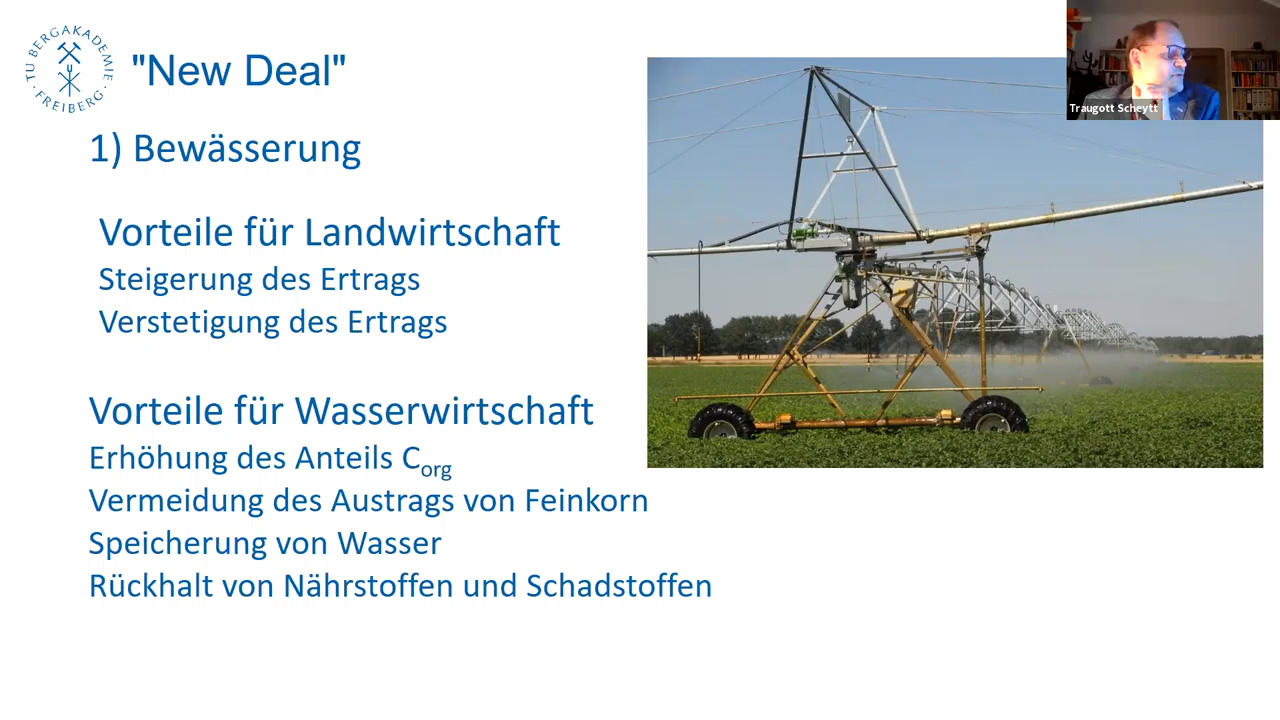 TU BERGAKADEMIE
· FREIBERG ·
"New Deal"
Traugott Scheytt
1) Bewässerung
Vorteile für Landwirtschaft
Steigerung des Ertrags
Verstetigung des Ertrags
Vorteile für Wasserwirtschaft
Erhöhung des Anteils Corg
Vermeidung des Austrags von Feinkorn
Speicherung von Wasser
Rückhalt von Nährstoffen und Schadstoffen